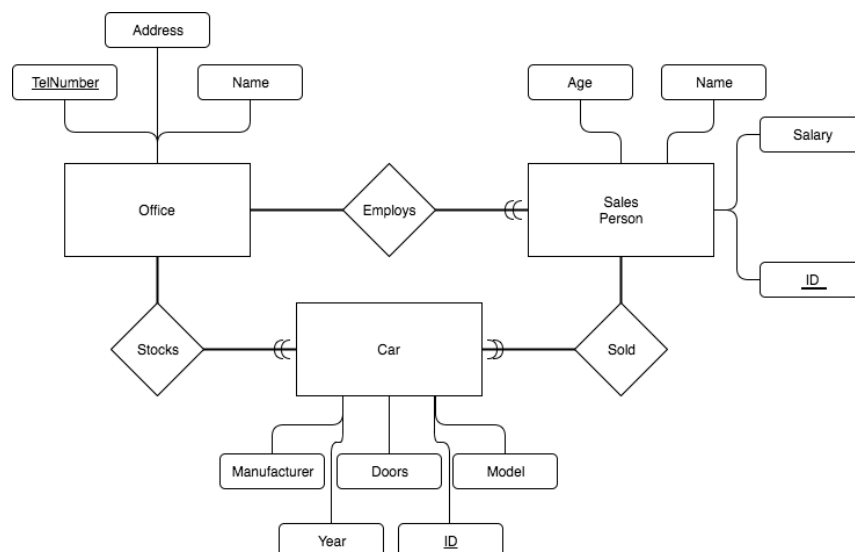 Address
TelNumber
Name
Age
Name
Salary
Office
Employs
Sales
Person
ID
Stocks
Car
Sold
Manufacturer
Doors
Model
Year
ID